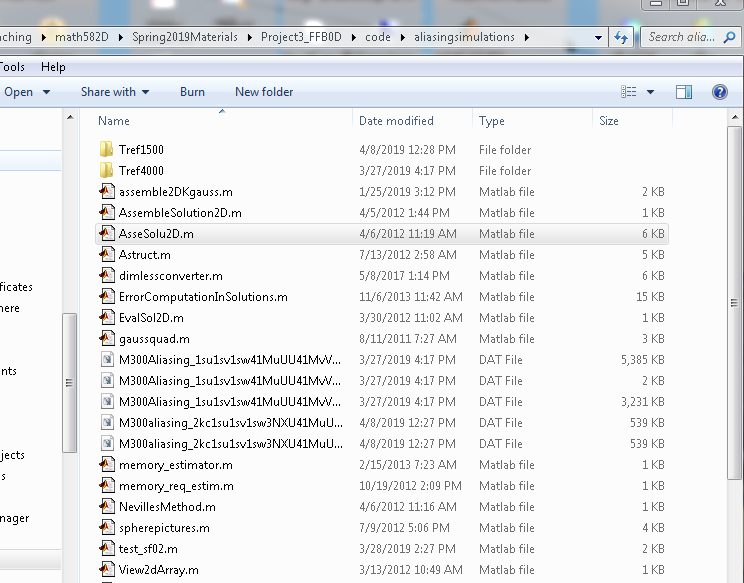 ching ▸ math582D ▸ Spring2019Materials ▸ Project3_FFB0D ▸ code ▸ aliasingsimulations ▸ Search alia...
Tools Help
Open Share with Burn New folder
Name Date modified Type Size
Tref1500 4/8/2019 12:28 PM File folder
Tref4000 3/27/2019 4:17 PM File folder
assemble2DKgauss.m 1/25/2019 3:12 PM Matlab file 2 KB
AssembleSolution2D.m 4/5/2012 1:44 PM Matlab file 1 KB
AsseSolu2D.m 4/6/2012 11:19 AM Matlab file 6 KB
Astruct.m 7/13/2012 2:58 AM Matlab file 5 KB
dimlessconverter.m 5/8/2017 1:14 PM Matlab file 6 KB
ErrorComputationInSolutions.m 11/6/2013 11:42 AM Matlab file 15 KB
EvalSol2D.m 3/30/2012 11:02 AM Matlab file 1 KB
gaussquad.m 8/11/2011 7:27 AM Matlab file 3 KB
M300Aliasing_1su1sv1sw41MuUU41MvV... 3/27/2019 4:17 PM DAT File 5,385 KB
M300Aliasing_1su1sv1sw41MuUU41MvV... 3/27/2019 4:17 PM DAT File 2 KB
M300Aliasing_1su1sv1sw41MuUU41MvV... 3/27/2019 4:17 PM DAT File 3,231 KB
M300aliasing_2kc1su1sv1sw3NXU41MuU... 4/8/2019 12:27 PM DAT File 539 KB
M300aliasing_2kc1su1sv1sw3NXU41MuU... 4/8/2019 12:27 PM DAT File 539 KB
memory_estimator.m 2/15/2013 7:23 AM Matlab file 1 KB
memory_req_estim.m 10/19/2012 2:09 PM Matlab file 1 KB
NevillesMethod.m 4/6/2012 11:16 AM Matlab file 1 KB
spherepictures.m 7/9/2012 5:06 PM Matlab file 4 KB
test_sf02.m 3/28/2019 2:27 PM Matlab file 2 KB
View2dArray.m 3/13/2012 10:49 AM Matlab file 1 KB
ificates
here
nts
jects
s
nager